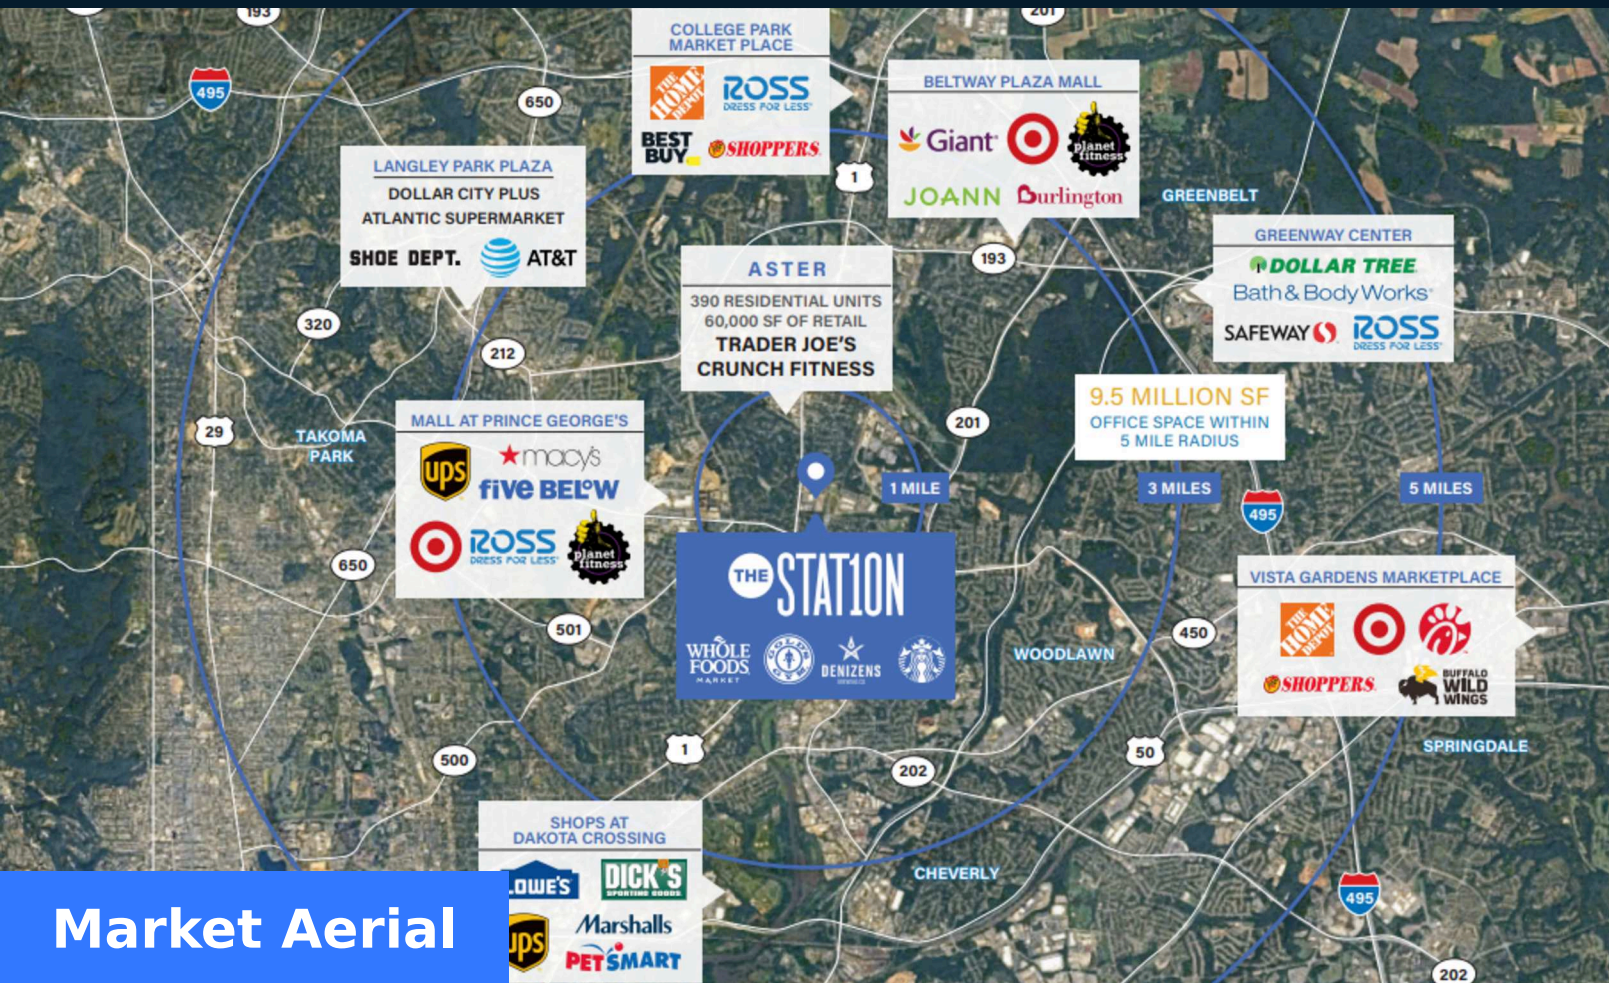 193
201
COLLEGE PARK
MARKET PLACE
THE
HOME
DEPOT
ROSS
DRESS FOR LESS
BEST
BUY
SHOPPERS
BELTWAY PLAZA MALL
Giant
planet
fitness
JOANN
Burlington
495
650
1
LANGLEY PARK PLAZA
DOLLAR CITY PLUS
ATLANTIC SUPERMARKET
SHOE DEPT.
AT&T
GREENBELT
GREENWAY CENTER
DOLLAR TREE
Bath & Body Works
SAFEWAY
ROSS
DRESS FOR LESS
193
ASTER
390 RESIDENTIAL UNITS
60,000 SF OF RETAIL
TRADER JOE'S
CRUNCH FITNESS
320
212
29
TAKOMA
PARK
MALL AT PRINCE GEORGE'S
ups
macy's
five BELOW
ROSS
DRESS FOR LESS
planet
fitness
201
9.5 MILLION SF
OFFICE SPACE WITHIN
5 MILE RADIUS
1 MILE
3 MILES
5 MILES
495
THE
STAT1ON
WHOLE
FOODS
MARKET
GOLD'S
GYM
DENIZENS
BREWING CO
650
501
WOODLAWN
450
VISTA GARDENS MARKETPLACE
THE
HOME
DEPOT
SHOPPERS
BUFFALO
WILD
WINGS
SPRINGDALE
500
1
202
50
SHOPS AT
DAKOTA CROSSING
LOWE'S
DICK'S
SPORTING GOODS
ups
Marshalls
PETSMART
CHEVERLY
495
202
Market Aerial